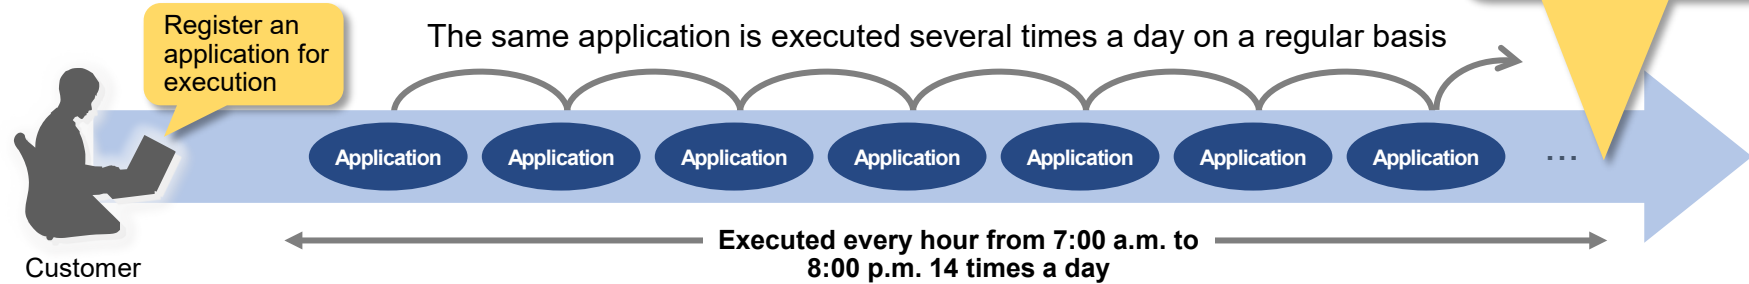 Register an
application for
execution
The same application is executed several times a day on a regular basis
Application
Application
Application
Application
Application
Application
Application
...
Executed every hour from 7:00 a.m. to
8:00 p.m. 14 times a day
Customer